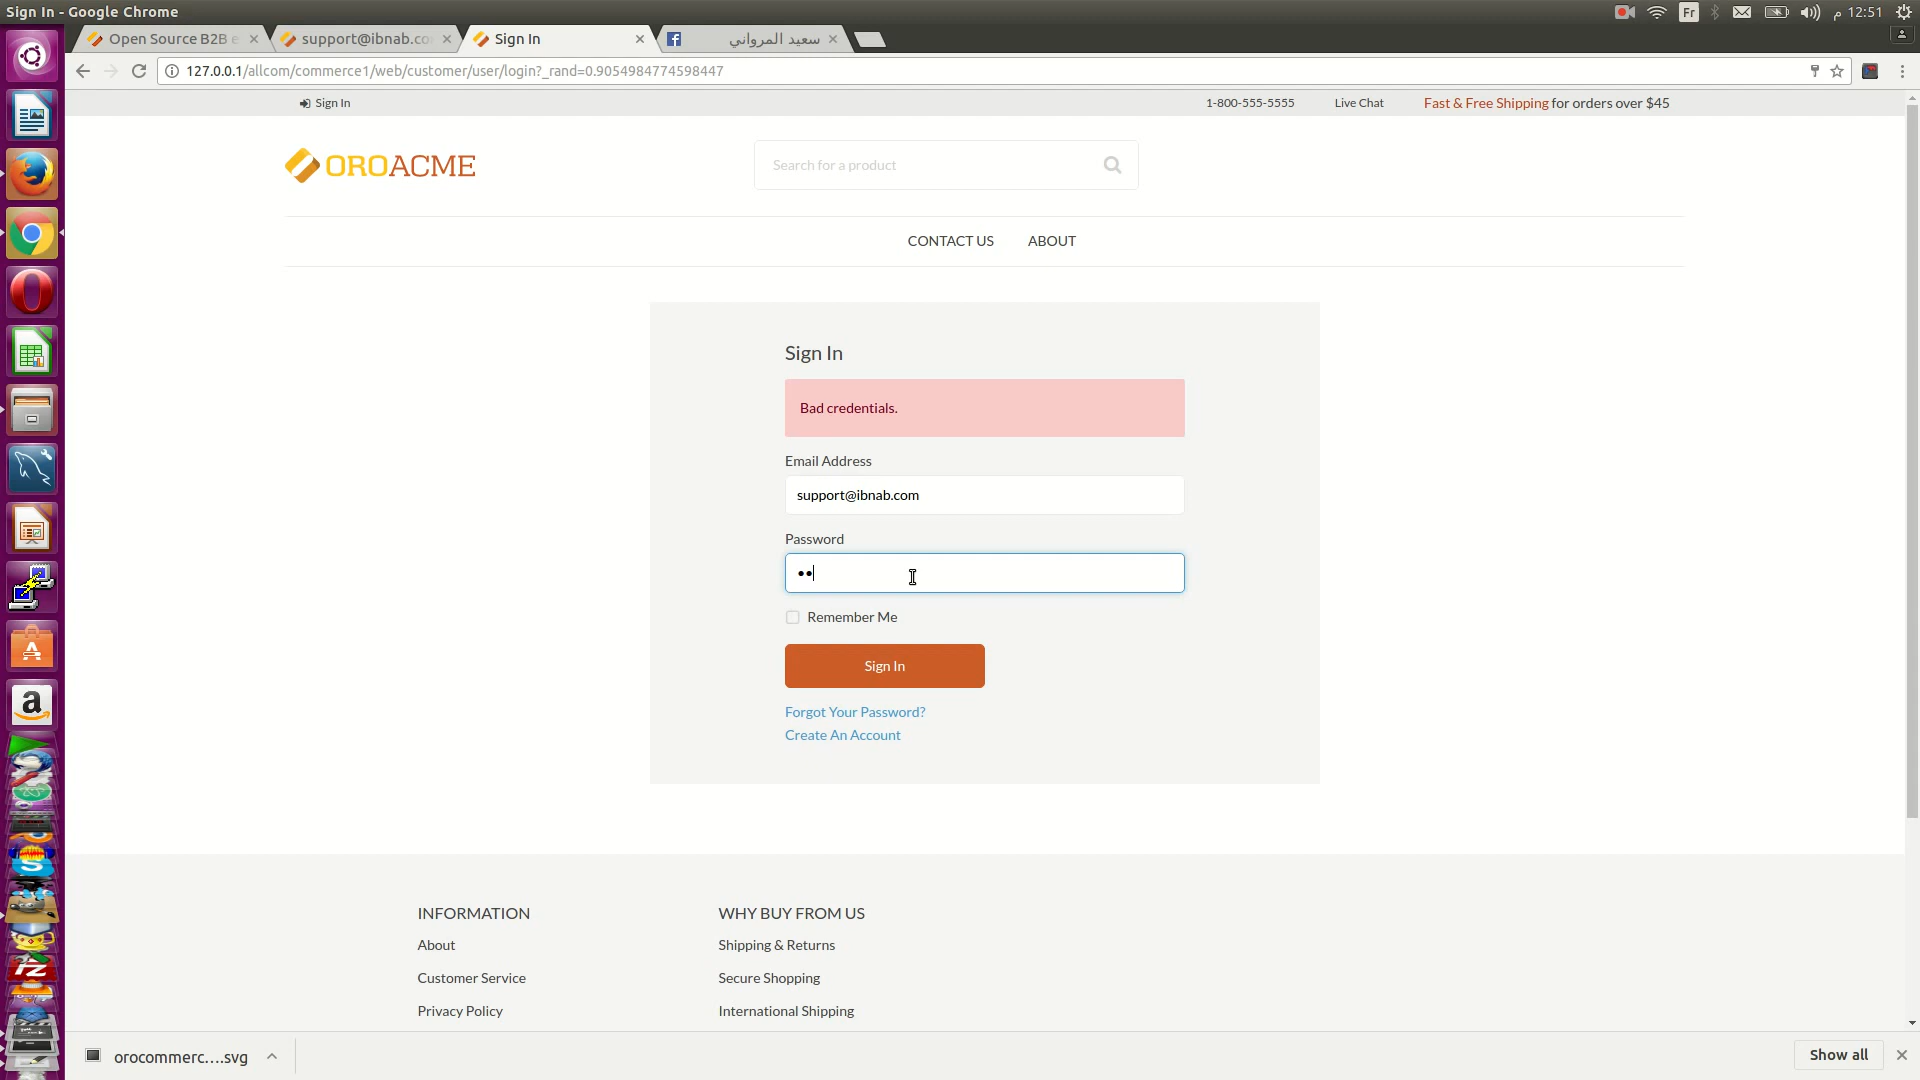 Sign In - Google Chrome
Fr
12:51 م
Open Source B2B e
support@ibnab.co
Sign In
سعيد المرواني
127.0.0.1/allcom/commerce1/web/customer/user/login?_rand=0.9054984774598447
Sign In
1-800-555-5555
Live Chat
Fast & Free Shipping for orders over $45
OROACME
Search for a product
CONTACT US
ABOUT
Sign In
Bad credentials.
Email Address
support@ibnab.com
Password
Remember Me
Sign In
Forgot Your Password?
Create An Account
INFORMATION
WHY BUY FROM US
About
Shipping & Returns
Customer Service
Secure Shopping
Privacy Policy
International Shipping
orocommerc....svg
Show all